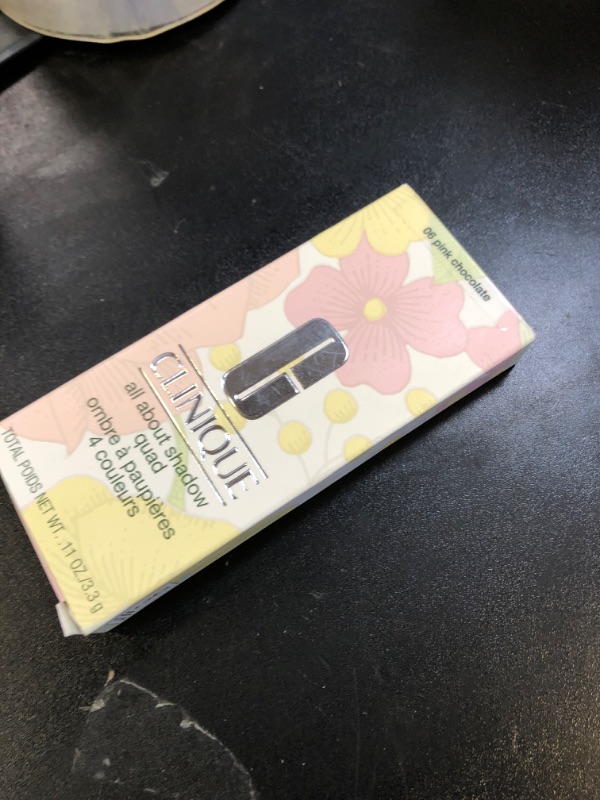 06 pink chocolate
CLINIQUE
all about shadow
quad
ombre à paupières
4 couleurs
TOTAL POIDS NET WT. .11 OZ./3.3 g